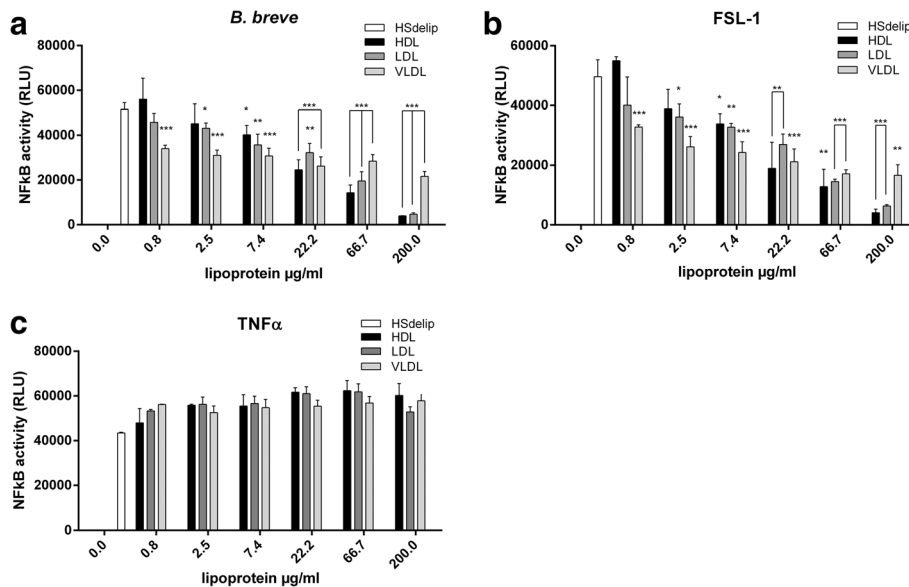 a
B. breve
HSdelip
HDL
LDL
VLDL
NFkB activity (RLU)
80000
60000
40000
20000
0
***
*
***
*
**
***
***
**
***
***
0.0
0.8
2.5
7.4
22.2
66.7
200.0
lipoprotein µg/ml
b
FSL-1
HSdelip
HDL
LDL
VLDL
NFkB activity (RLU)
60000
40000
20000
0
***
*
***
*
**
***
**
***
**
***
***
**
0.0
0.8
2.5
7.4
22.2
66.7
200.0
lipoprotein µg/ml
c
TNFα
HSdelip
HDL
LDL
VLDL
NFkB activity (RLU)
80000
60000
40000
20000
0
0.0
0.8
2.5
7.4
22.2
66.7
200.0
lipoprotein µg/ml